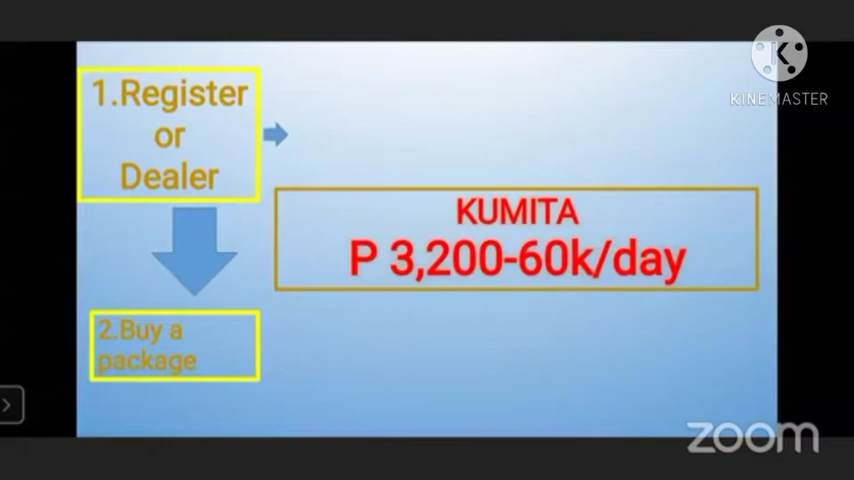 1.Register
or
Dealer
KUMITA
P 3,200-60k/day
2.Buy a
package
KINEMASTER
zoom